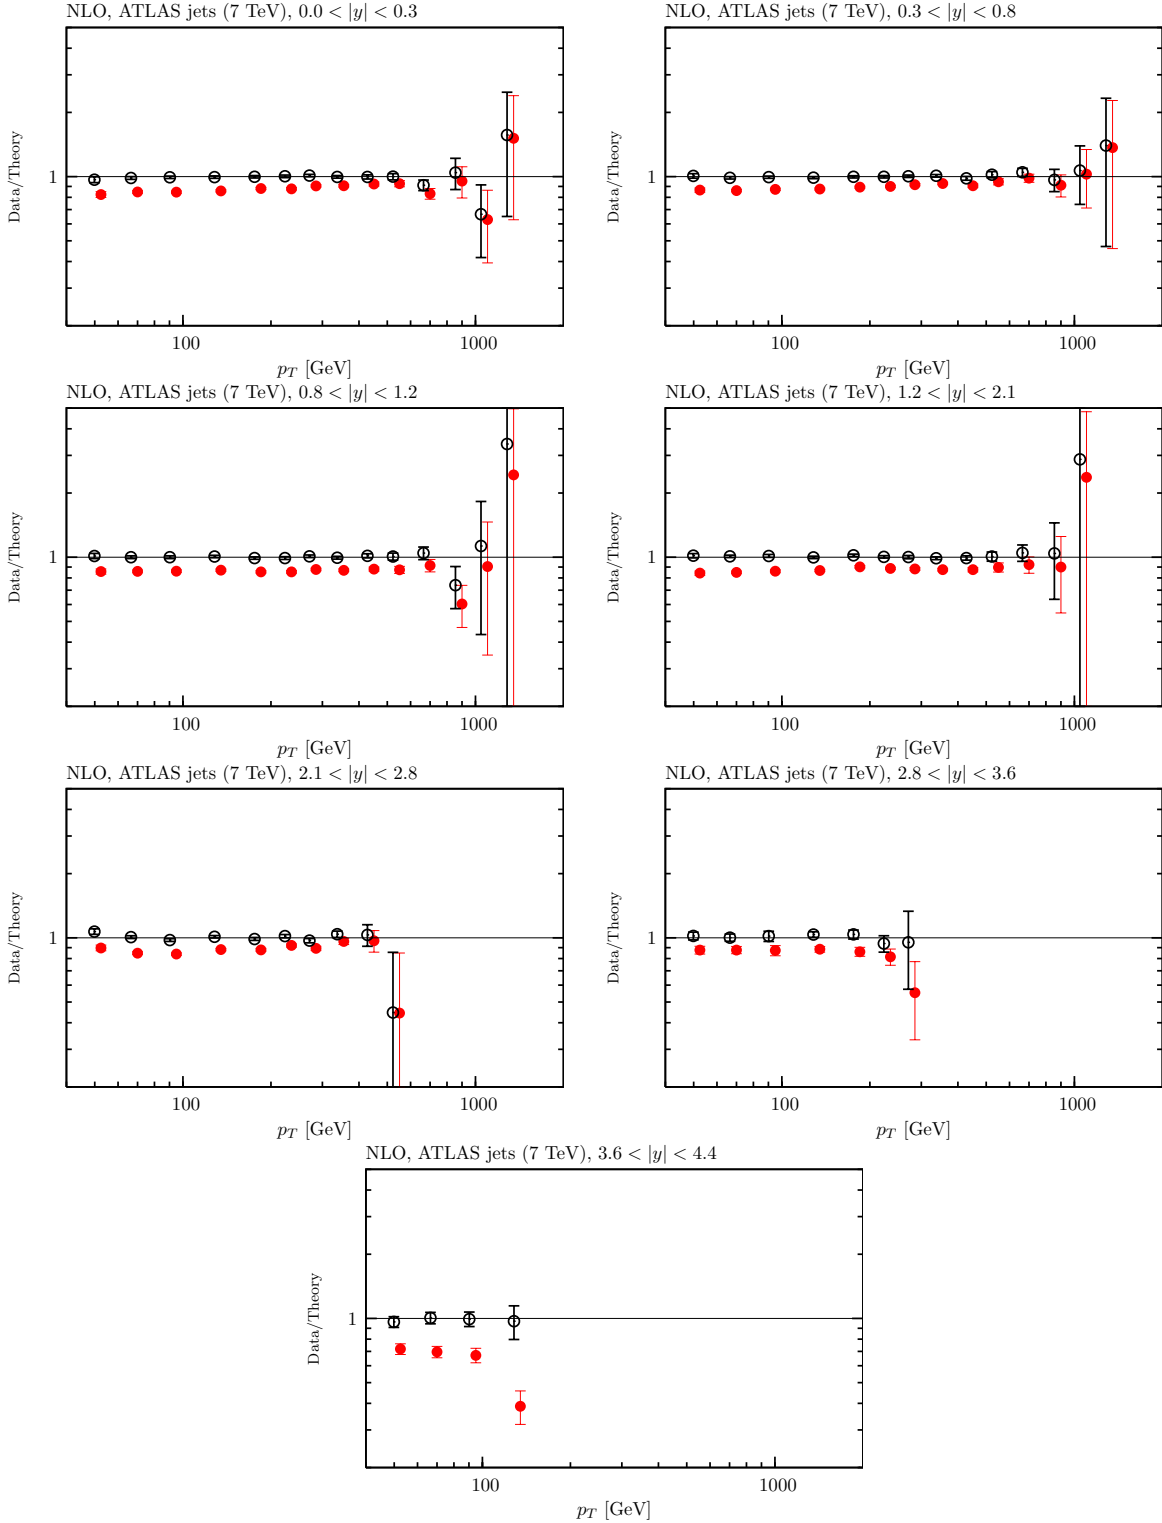 NLO, ATLAS jets (7 TeV), 0.0 < |y| < 0.3
Data/Theory
1
100
1000
p_T [GeV]
NLO, ATLAS jets (7 TeV), 0.3 < |y| < 0.8
Data/Theory
1
100
1000
p_T [GeV]
NLO, ATLAS jets (7 TeV), 0.8 < |y| < 1.2
Data/Theory
1
100
1000
p_T [GeV]
NLO, ATLAS jets (7 TeV), 1.2 < |y| < 2.1
Data/Theory
1
100
1000
p_T [GeV]
NLO, ATLAS jets (7 TeV), 2.1 < |y| < 2.8
Data/Theory
1
100
1000
p_T [GeV]
NLO, ATLAS jets (7 TeV), 2.8 < |y| < 3.6
Data/Theory
1
100
1000
p_T [GeV]
NLO, ATLAS jets (7 TeV), 3.6 < |y| < 4.4
Data/Theory
1
100
1000
p_T [GeV]